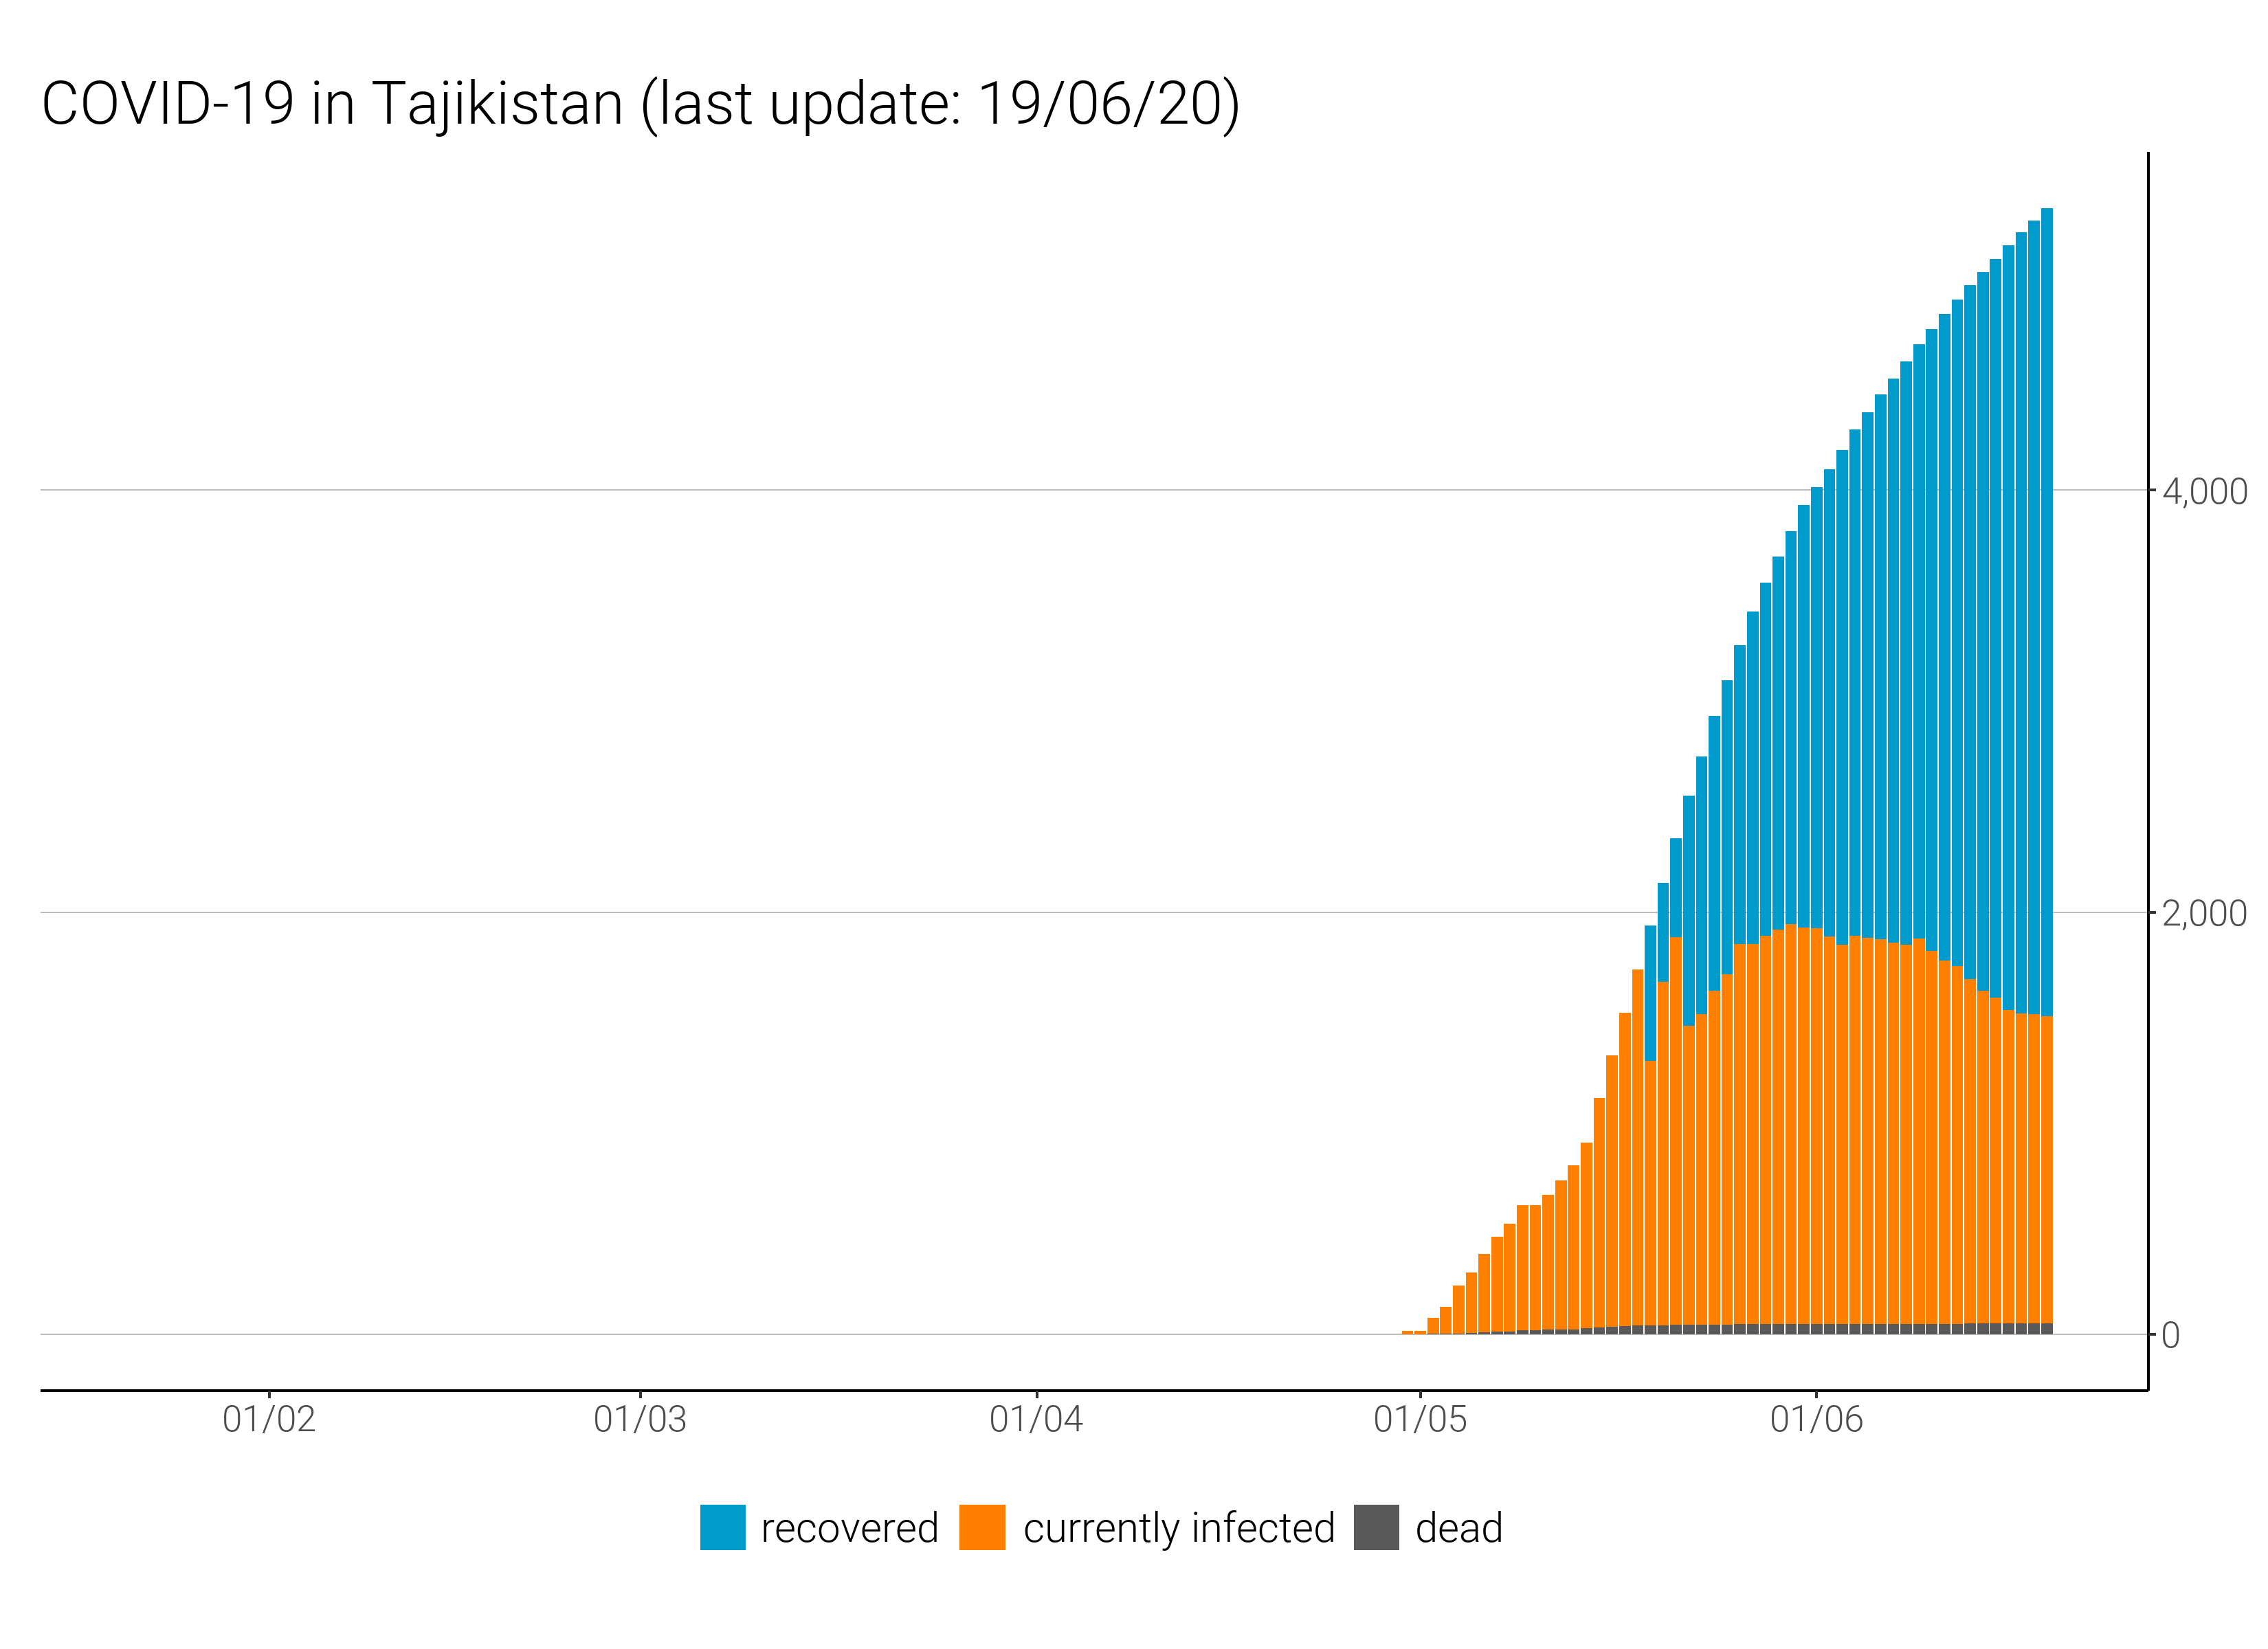 COVID-19 in Tajikistan (last update: 19/06/20)
4,000
2,000
0
01/02 01/03 01/04 01/05 01/06
recovered currently infected dead